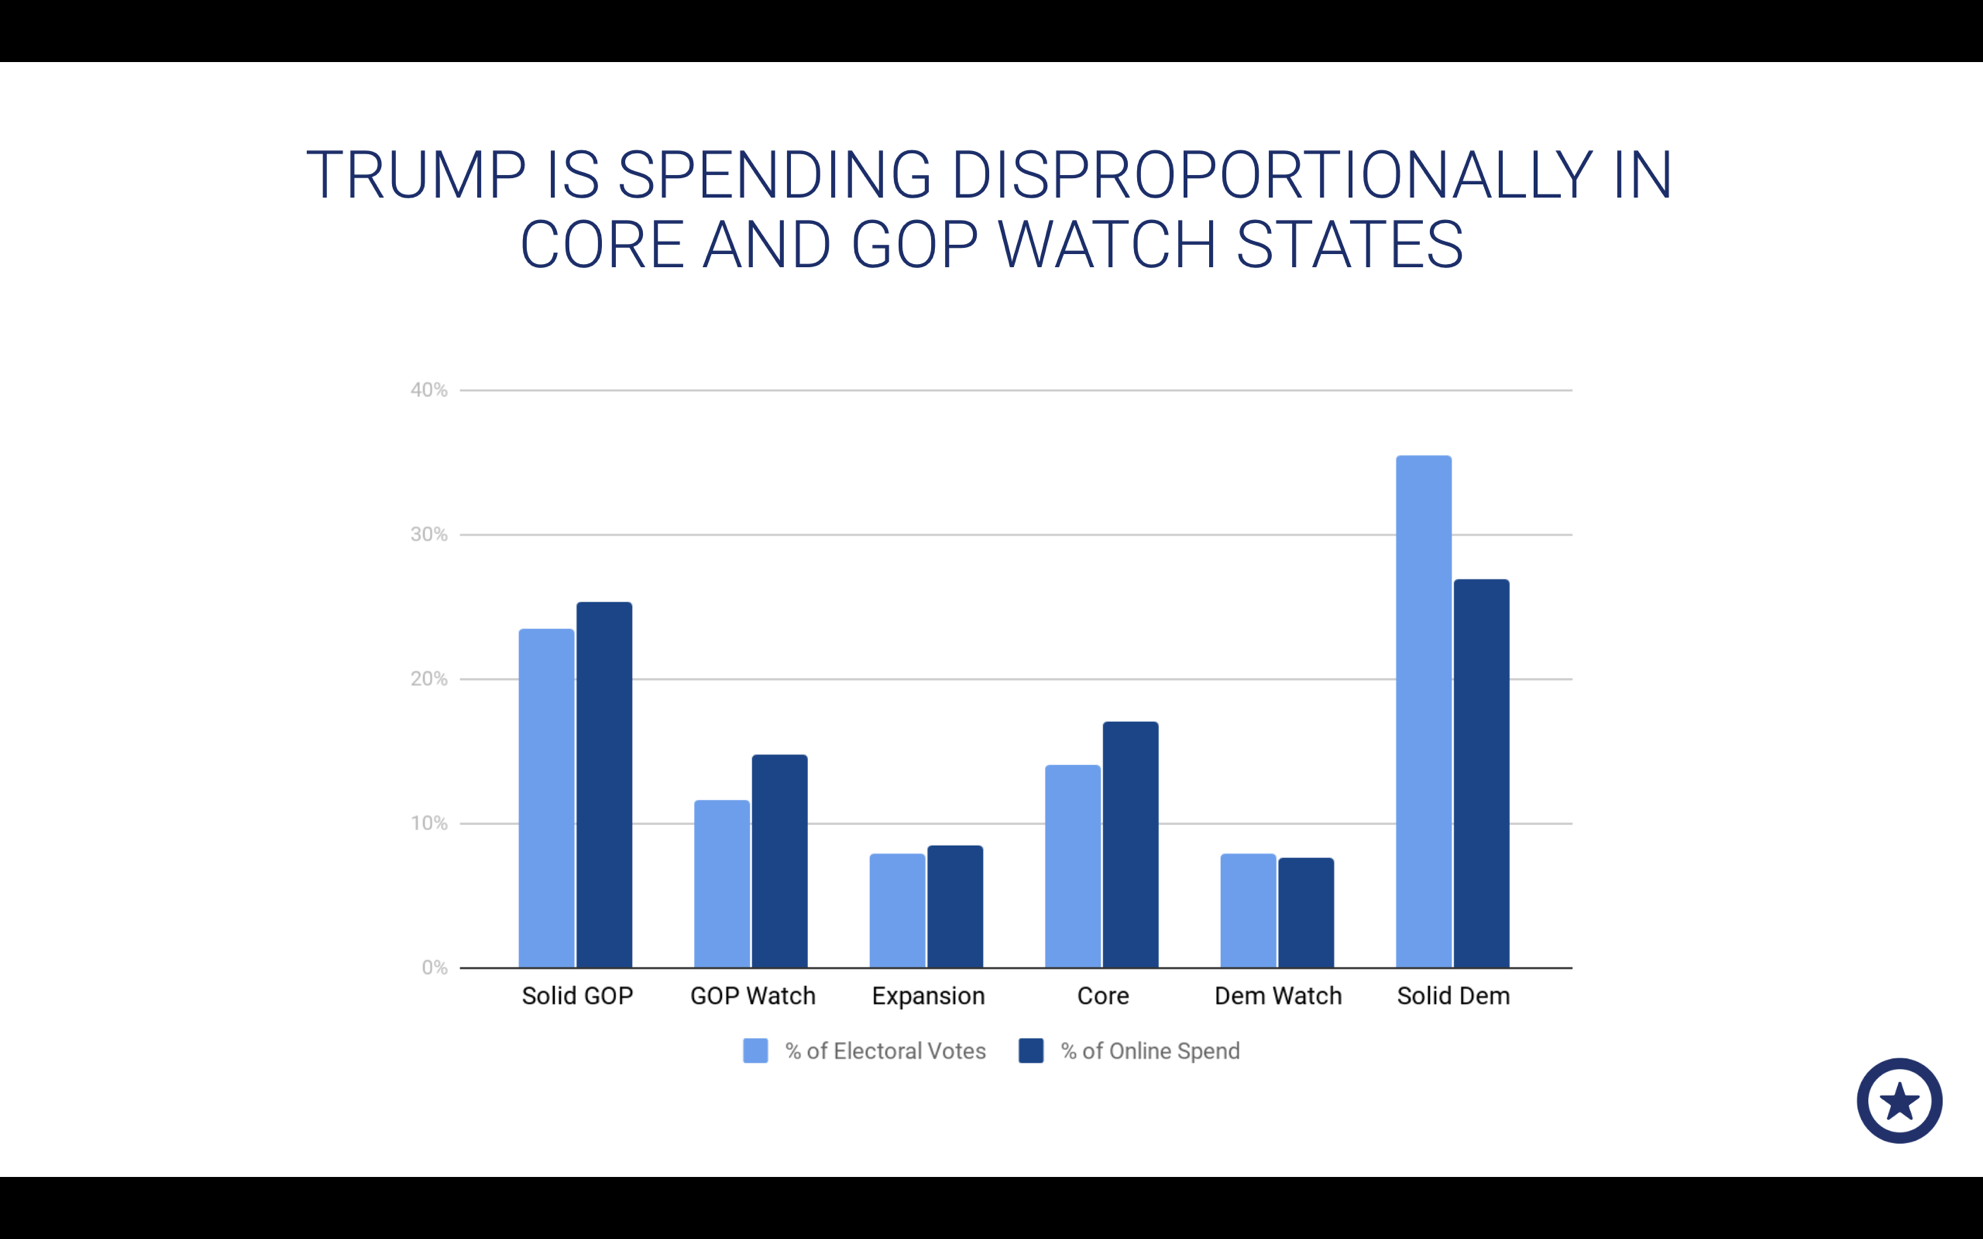 TRUMP IS SPENDING DISPROPORTIONALLY IN
CORE AND GOP WATCH STATES
40%
30%
20%
10%
0%
Solid GOP
GOP Watch
Expansion
Core
Dem Watch
Solid Dem
% of Electoral Votes
% of Online Spend